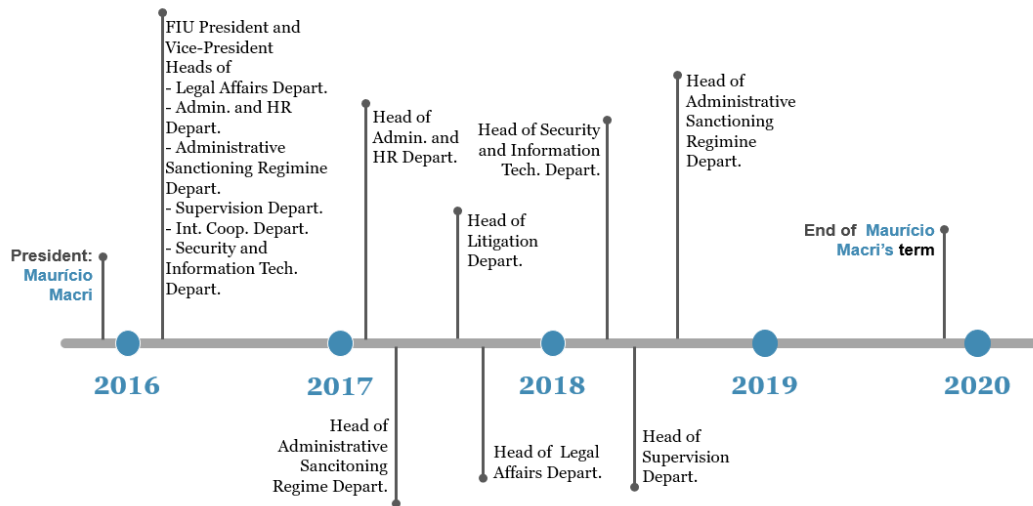 FIU President and
Vice-President
Heads of
- Legal Affairs Depart.
- Admin. and HR
Depart.
- Administrative
Sanctioning Regimine
Depart.
- Supervision Depart.
- Int. Coop. Depart.
- Security and
Information Tech.
Depart.
President:
Maurício
Macri
Head of
Admin. and
HR Depart.
Head of
Litigation
Depart.
Head of Security
and Information
Tech. Depart.
Head of
Administrative
Sanctioning
Regimine
Depart.
End of Maurício
Macri's term
2016
2017
2018
2019
2020
Head of
Administrative
Sancitoning
Regime Depart.
Head of Legal
Affairs Depart.
Head of
Supervision
Depart.